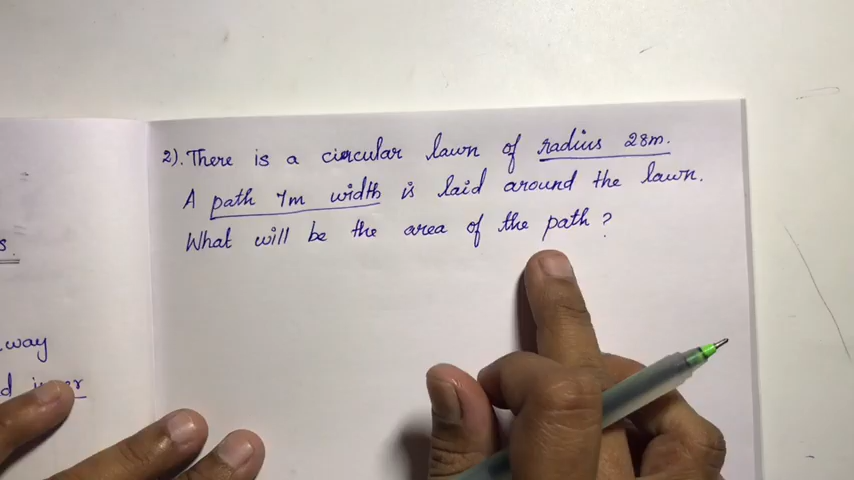 2). There is a circular lawn of radius 28m.
A path 7m width is laid around the lawn.
What will be the area of the path ?
s.
way